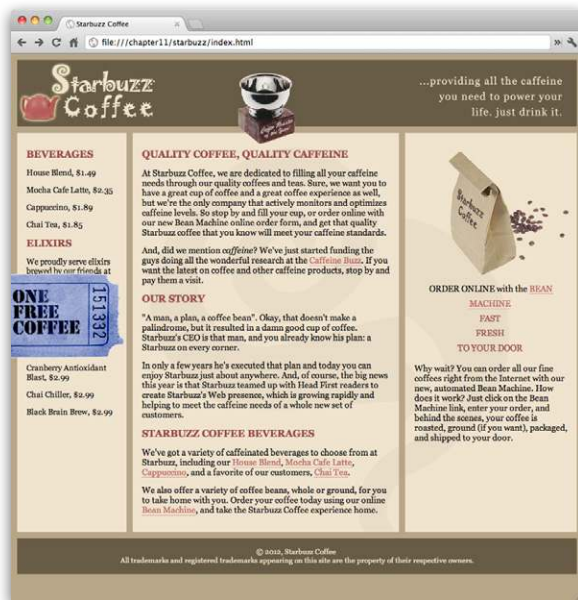 Starbuzz Coffee
file:///chapter11/starbuzz/index.html
Starbuzz
Coffee
...providing all the caffeine
you need to power your
life. just drink it.
BEVERAGES
House Blend, $1.49
Mocha Cafe Latte, $2.35
Cappuccino, $1.89
Chai Tea, $1.85
ELIXIRS
We proudly serve elixirs
brewed by our friends at
ONE
FREE
COFFEE
151332
Cranberry Antioxidant
Blast, $2.99
Chai Chiller, $2.99
Black Brain Brew, $2.99
QUALITY COFFEE, QUALITY CAFFEINE
At Starbuzz Coffee, we are dedicated to filling all your caffeine
needs through our quality coffees and teas. Sure, we want you to
have a great cup of coffee and a great coffee experience as well,
but we're the only company that actively monitors and optimizes
caffeine levels. So stop by and fill your cup, or order online with
our new Bean Machine online order form, and get that quality
Starbuzz coffee that you know will meet your caffeine standards.
And, did we mention caffeine? We've just started funding the
guys doing all the wonderful research at the Caffeine Buzz. If you
want the latest on coffee and other caffeine products, stop by and
pay them a visit.
OUR STORY
"A man, a plan, a coffee bean". Okay, that doesn't make a
palindrome, but it resulted in a damn good cup of coffee.
Starbuzz's CEO is that man, and you already know his plan: a
Starbuzz on every corner.
In only a few years he's executed that plan and today you can
enjoy Starbuzz just about anywhere. And, of course, the big news
this year is that Starbuzz teamed up with Head First readers to
create Starbuzz's Web presence, which is growing rapidly and
helping to meet the caffeine needs of a whole new set of
customers.
STARBUZZ COFFEE BEVERAGES
We've got a variety of caffeinated beverages to choose from at
Starbuzz, including our House Blend, Mocha Cafe Latte,
Cappuccino, and a favorite of our customers, Chai Tea.
We also offer a variety of coffee beans, whole or ground, for you
to take home with you. Order your coffee today using our online
Bean Machine, and take the Starbuzz Coffee experience home.
Starbuzz
Coffee
ORDER ONLINE with the BEAN
MACHINE
FAST
FRESH
TO YOUR DOOR
Why wait? You can order all our fine
coffees right from the Internet with our
new, automated Bean Machine. How
does it work? Just click on the Bean
Machine link, enter your order, and
behind the scenes, your coffee is
roasted, ground (if you want), packaged,
and shipped to your door.
© 2012, Starbuzz Coffee
All trademarks and registered trademarks appearing on this site are the property of their respective owners.